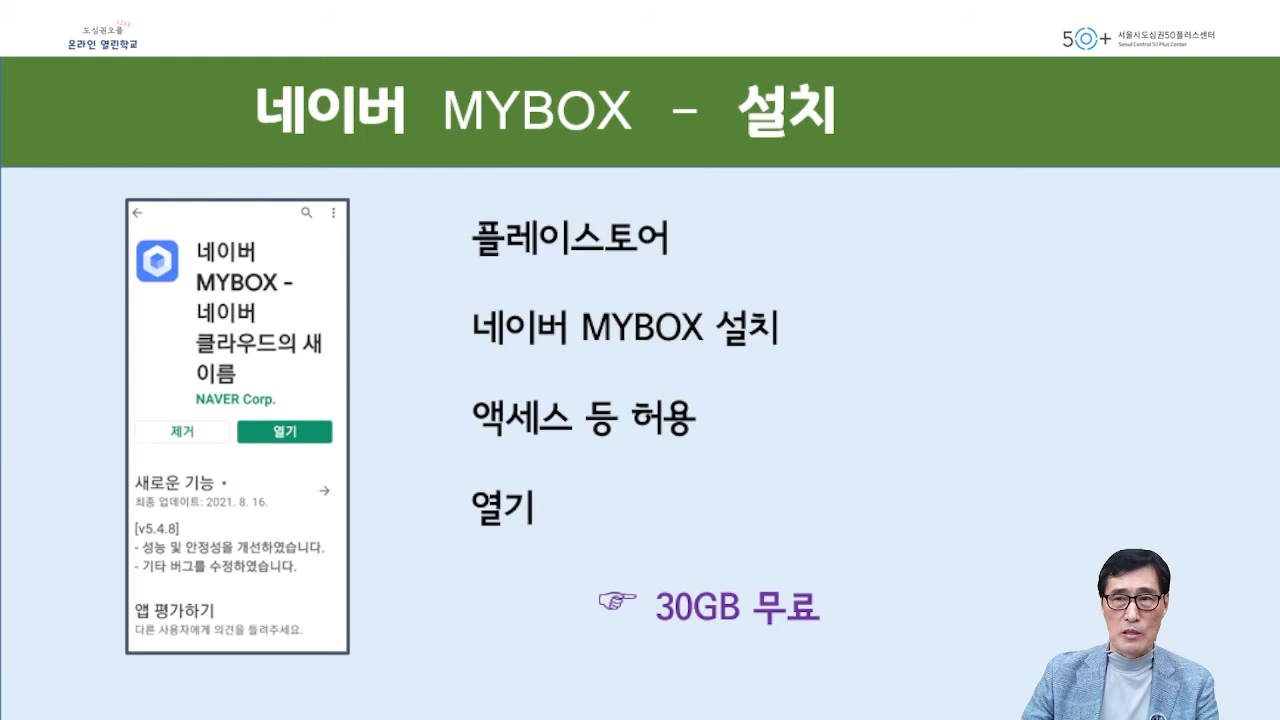 LIVE
도심권오플
온라인 열린학교
50+ 서울시도심권50플러스센터
Seoul Central 50 Plus Center
네이버 MYBOX - 설치
네이버
MYBOX -
네이버
클라우드의 새
이름
NAVER Corp.
제거 열기
새로운 기능 •
최종 업데이트: 2021. 8. 16.
[v5.4.8]
- 성능 및 안정성을 개선하였습니다.
- 기타 버그를 수정하였습니다.
앱 평가하기
다른 사용자에게 의견을 들려주세요.
플레이스토어
네이버 MYBOX 설치
액세스 등 허용
열기
☞ 30GB 무료